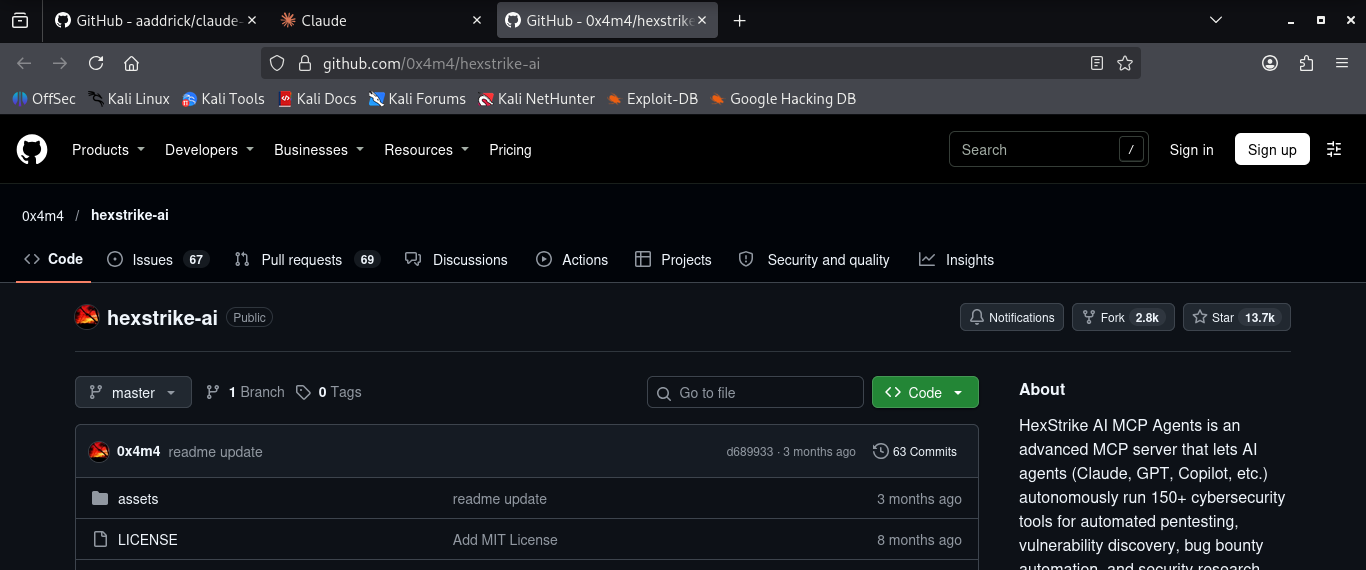 GitHub - aaddrick/claude- Claude GitHub - 0x4m4/hexstrike
github.com/0x4m4/hexstrike-ai
OffSec Kali Linux Kali Tools Kali Docs Kali Forums Kali NetHunter Exploit-DB Google Hacking DB
Products Developers Businesses Resources Pricing Search / Sign in Sign up
0x4m4 / hexstrike-ai
Code Issues 67 Pull requests 69 Discussions Actions Projects Security and quality Insights
hexstrike-ai Public Notifications Fork 2.8k Star 13.7k
master 1 Branch 0 Tags Go to file Code
0x4m4 readme update d689933 · 3 months ago 63 Commits
assets readme update 3 months ago
LICENSE Add MIT License 8 months ago
About
HexStrike AI MCP Agents is an
advanced MCP server that lets AI
agents (Claude, GPT, Copilot, etc.)
autonomously run 150+ cybersecurity
tools for automated pentesting,
vulnerability discovery, bug bounty
automation, and security research.